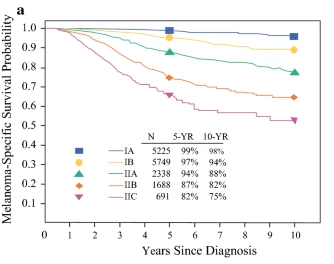 a
Melanoma-Specific Survival Probability
1.0
0.9
0.8
0.7
0.6
0.5
0.4
0.3
0.2
0.1
N 5-YR 10-YR
IA 5225 99% 98%
IB 5749 97% 94%
IIA 2338 94% 88%
IIB 1688 87% 82%
IIC 691 82% 75%
0 1 2 3 4 5 6 7 8 9 10
Years Since Diagnosis